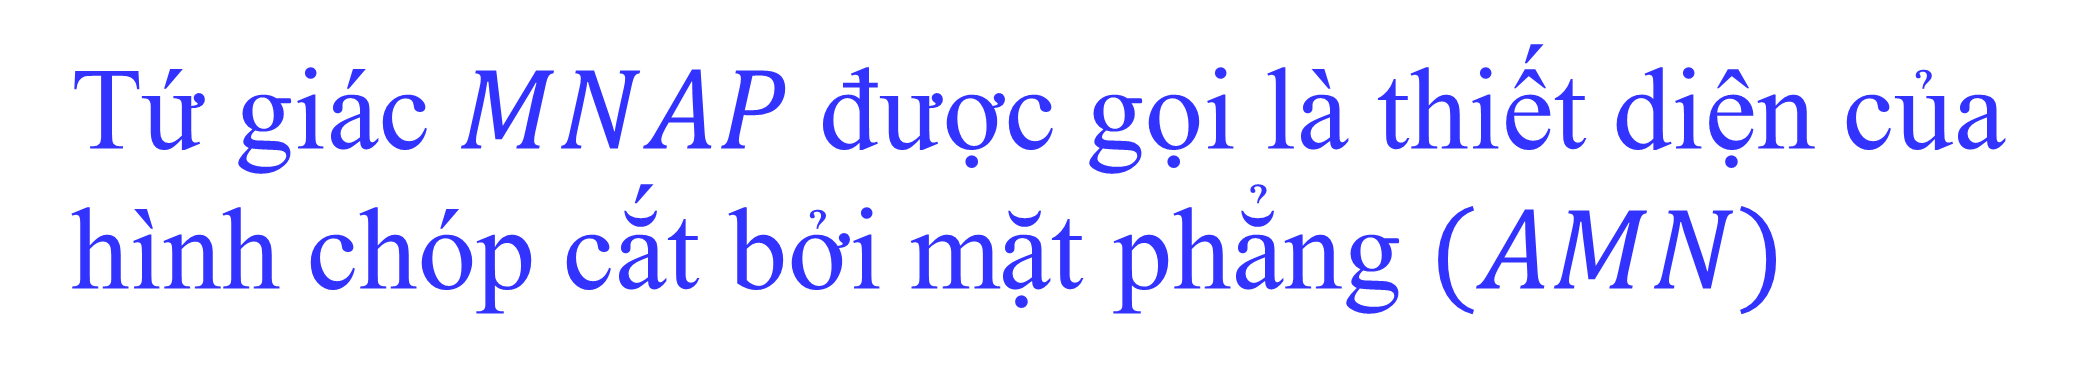 Tứ giác MNAP được gọi là thiết diện của
hình chóp cắt bởi mặt phẳng (AMN)